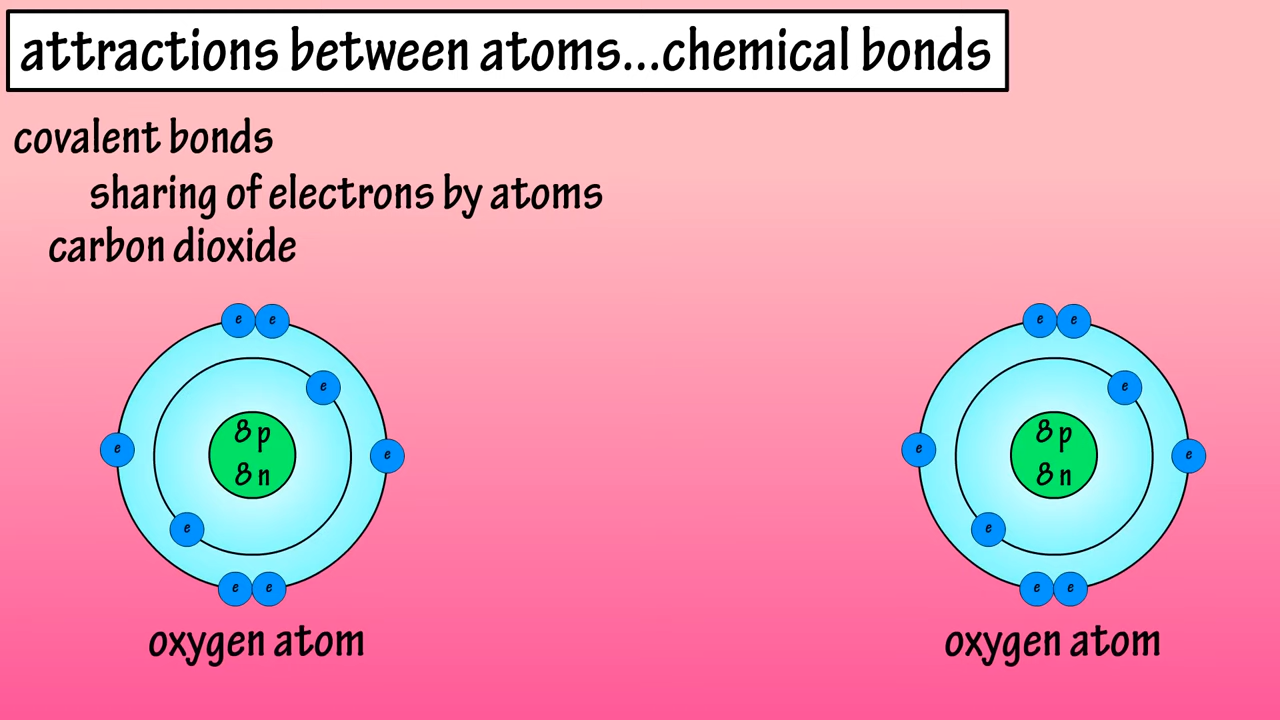 attractions between atoms...chemical bonds
covalent bonds
sharing of electrons by atoms
carbon dioxide
e e
e
e
e
e
e e
8 p
8 n
oxygen atom
e e
e
e
e
e
e e
8 p
8 n
oxygen atom